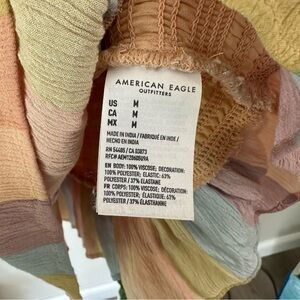 AMERICAN EAGLE
OUTFITTERS
US M
CA M
MX M
MADE IN INDIA / FABRIQUÉ EN INDE /
HECHO EN INDIA
RN 54485 / CA 03873
RFC# AEM120608U9A
EN BODY: 100% VISCOSE; DECORATION:
100% POLYESTER; ELASTIC: 63%
POLYESTER / 37% ELASTANE
FR CORPS: 100% VISCOSE; DÉCORATION:
100% POLYESTER; ÉLASTIQUE: 63%
POLYESTER / 37% ÉLASTHANNE